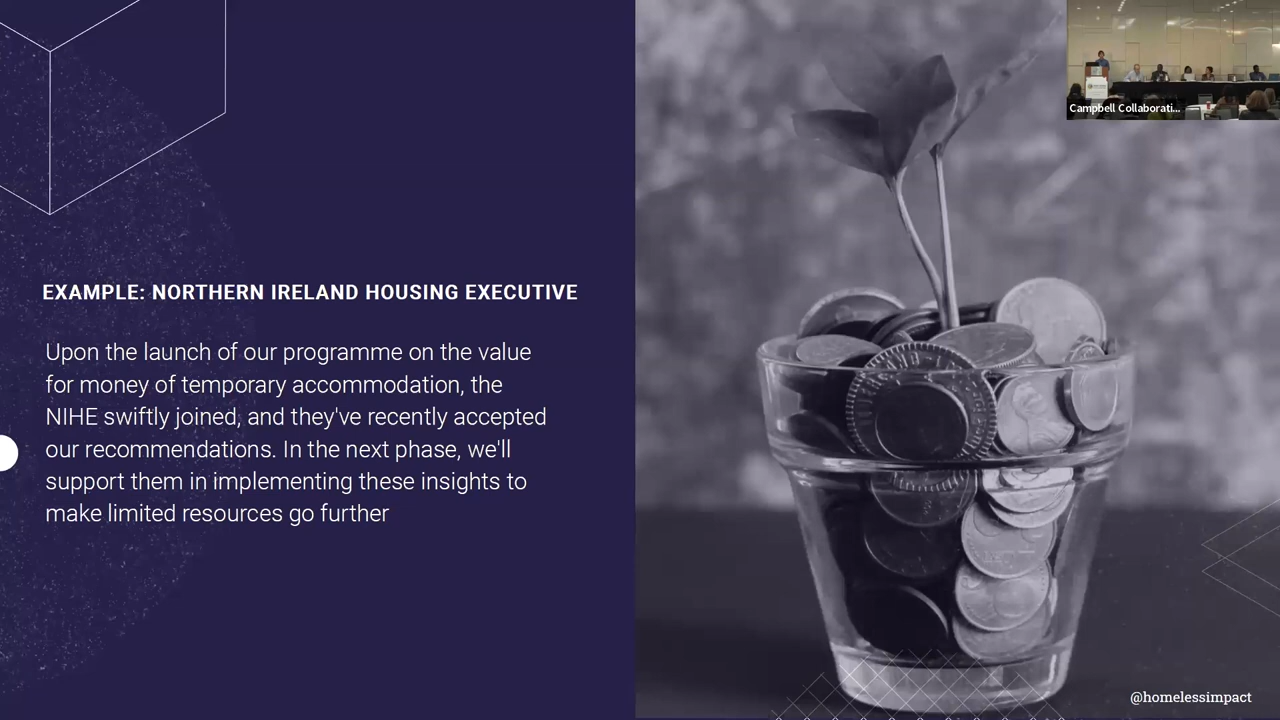 EXAMPLE: NORTHERN IRELAND HOUSING EXECUTIVE
Upon the launch of our programme on the value
for money of temporary accommodation, the
NIHE swiftly joined, and they've recently accepted
our recommendations. In the next phase, we'll
support them in implementing these insights to
make limited resources go further
Campbell Collaborati...
@homelessimpact